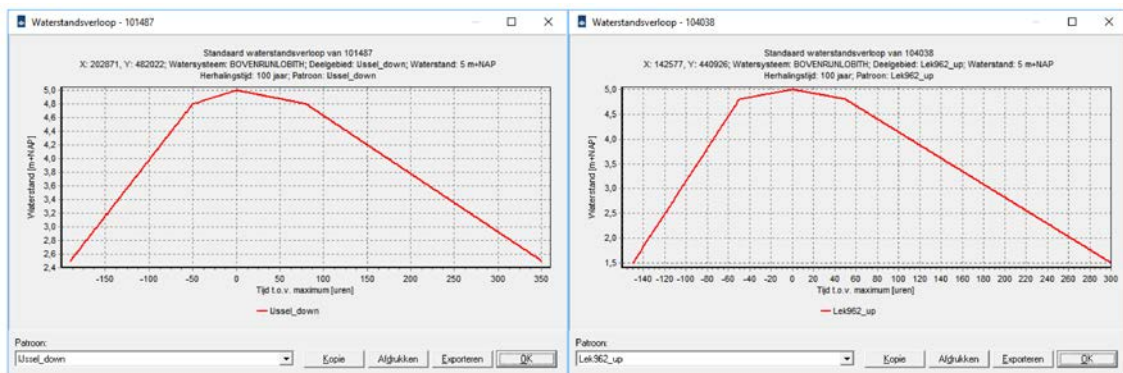 Waterstandsverloop - 101487
Standaard waterstandsverloop van 101487
X: 202871, Y: 482022; Watersysteem: BOVENRIJNLOBITH; Deelgebied: IJssel_down; Waterstand: 5 m+NAP
Herhalingstijd: 100 jaar; Patroon: IJssel_down
Waterstand [m+NAP]
5,0
4,8
4,6
4,4
4,2
4,0
3,8
3,6
3,4
3,2
3,0
2,8
2,6
2,4
-150 -100 -50 0 50 100 150 200 250 300 350
Tijd t.o.v. maximum [uren]
IJssel_down
Patroon:
IJssel_down
Kopie
Afdrukken
Exporteren
OK
Waterstandsverloop - 104038
Standaard waterstandsverloop van 104038
X: 142577, Y: 440926; Watersysteem: BOVENRIJNLOBITH; Deelgebied: Lek962_up; Waterstand: 5 m+NAP
Herhalingstijd: 100 jaar; Patroon: Lek962_up
Waterstand [m+NAP]
5,0
4,5
4,0
3,5
3,0
2,5
2,0
1,5
-140 -120 -100 -80 -60 -40 -20 0 20 40 60 80 100 120 140 160 180 200 220 240 260 280 300
Tijd t.o.v. maximum [uren]
Lek962_up
Patroon:
Lek962_up
Kopie
Afdrukken
Exporteren
OK